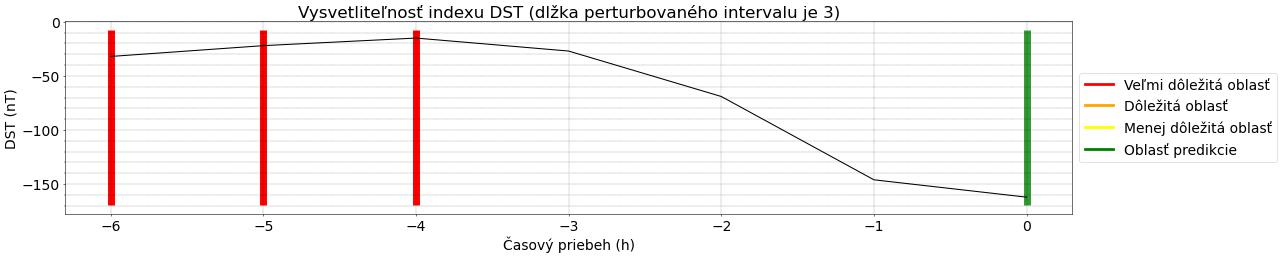 Vysvetliteľnosť indexu DST (dlžka perturbovaného intervalu je 3)
0
−50
−100
−150
DST (nT)
−6 −5 −4 −3 −2 −1 0
Časový priebeh (h)
Veľmi dôležitá oblasť
Dôležitá oblasť
Menej dôležitá oblasť
Oblasť predikcie